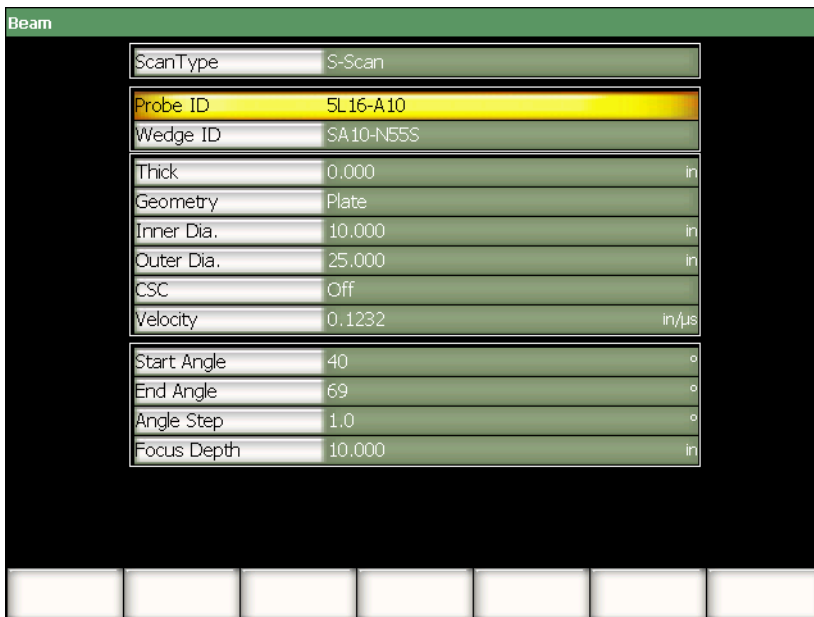 Beam
ScanType S-Scan
Probe ID 5L16-A10
Wedge ID SA10-N55S
Thick 0.000 in
Geometry Plate
Inner Dia. 10.000 in
Outer Dia. 25.000 in
CSC Off
Velocity 0.1232 in/µs
Start Angle 40 °
End Angle 69 °
Angle Step 1.0 °
Focus Depth 10.000 in